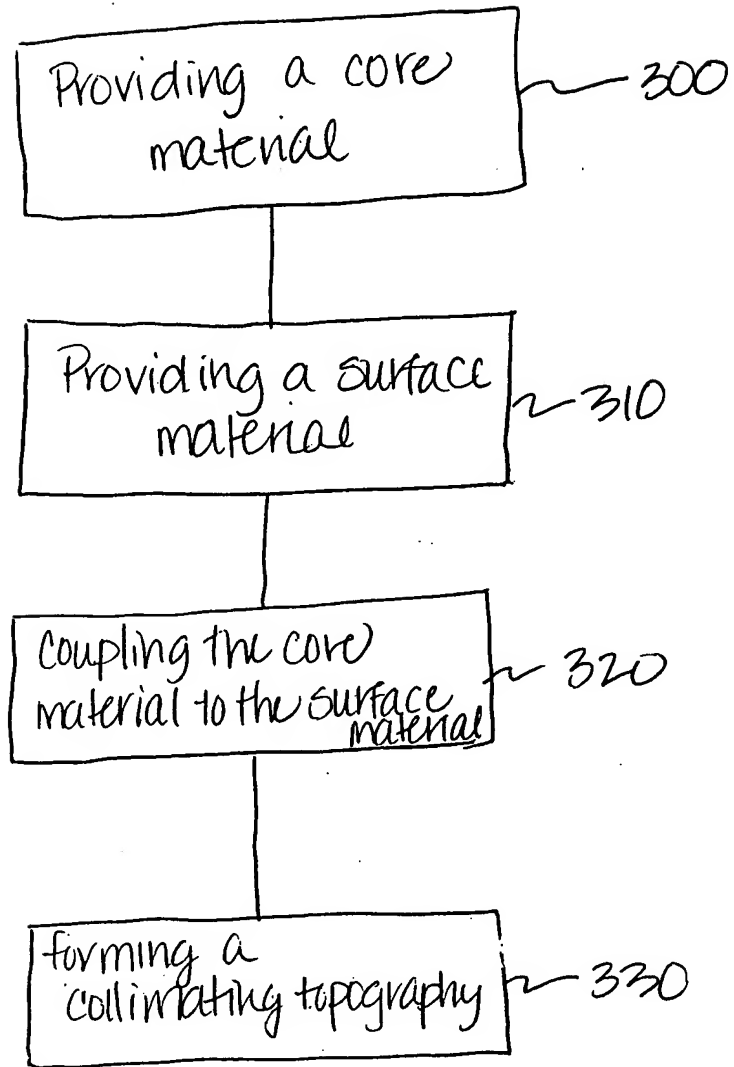 Providing a core
material
300
Providing a surface
material
310
coupling the core
material to the surface
material
320
forming a
collimating topography
330